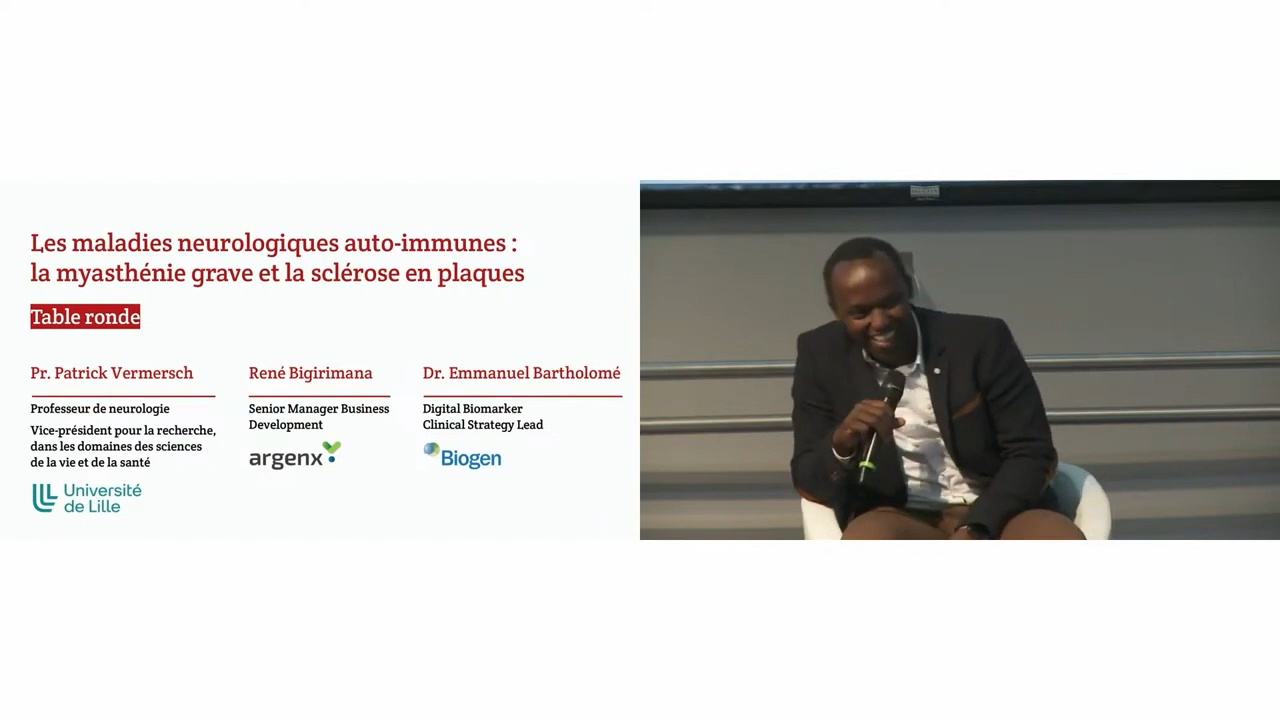 Les maladies neurologiques auto-immunes :
la myasthénie grave et la sclérose en plaques
Table ronde
Pr. Patrick Vermersch
Professeur de neurologie
Vice-président pour la recherche,
dans les domaines des sciences
de la vie et de la santé
Université
de Lille
René Bigirimana
Senior Manager Business
Development
argenx
Dr. Emmanuel Bartholomé
Digital Biomarker
Clinical Strategy Lead
Biogen